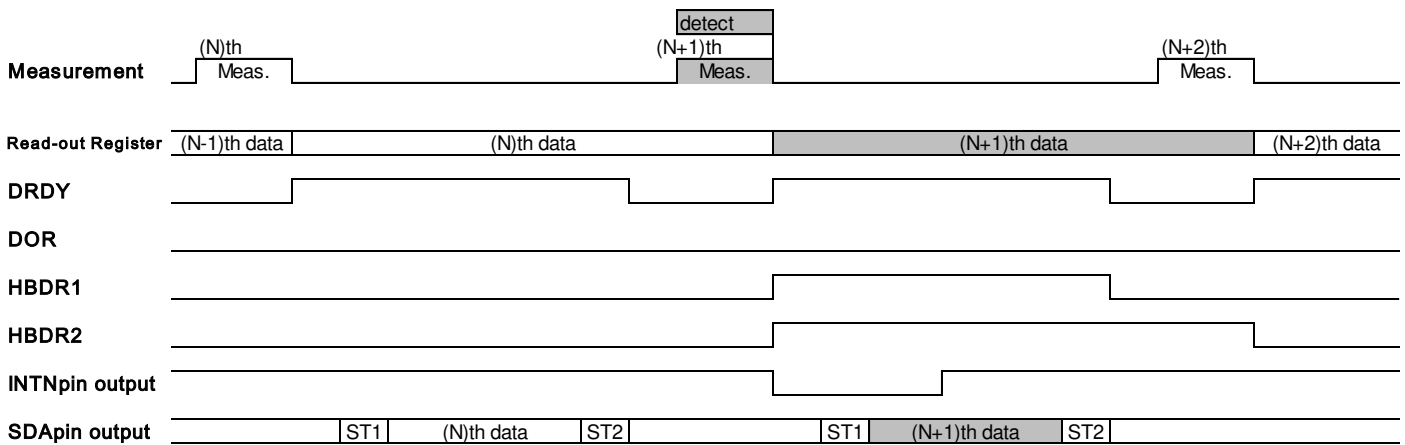 detect
(N)th
(N+1)th
(N+2)th
Measurement
Meas.
Meas.
Meas.
Read-out Register
(N-1)th data
(N)th data
(N+1)th data
(N+2)th data
DRDY
DOR
HBDR1
HBDR2
INTNpin output
SDApin output
ST1
(N)th data
ST2
ST1
(N+1)th data
ST2